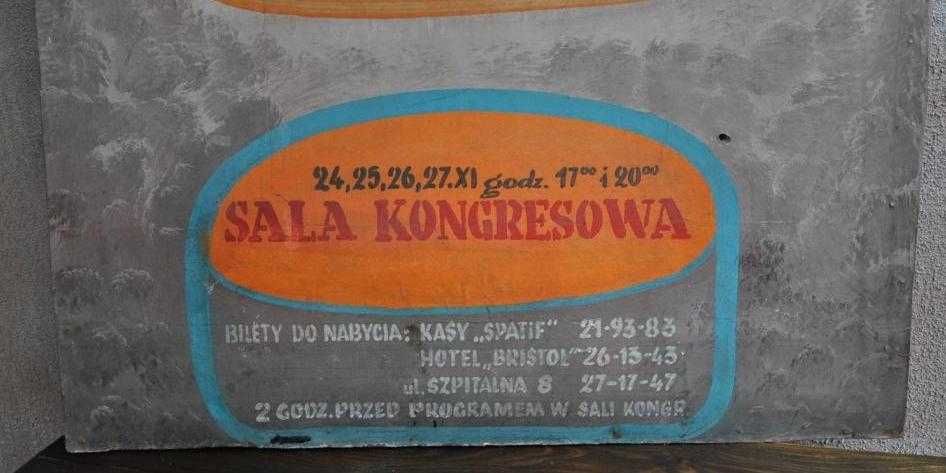 24,25,26,27.XI godz. 17⁰⁰ i 20⁰⁰
SALA KONGRESOWA
BILETY DO NABYCIA: KASY „SPATIF" 21-93-83
HOTEL „BRISTOL" 26-13-43
ul. SZPITALNA 8 27-17-47
2 GODZ. PRZED PROGRAMEM W SALI KONGR